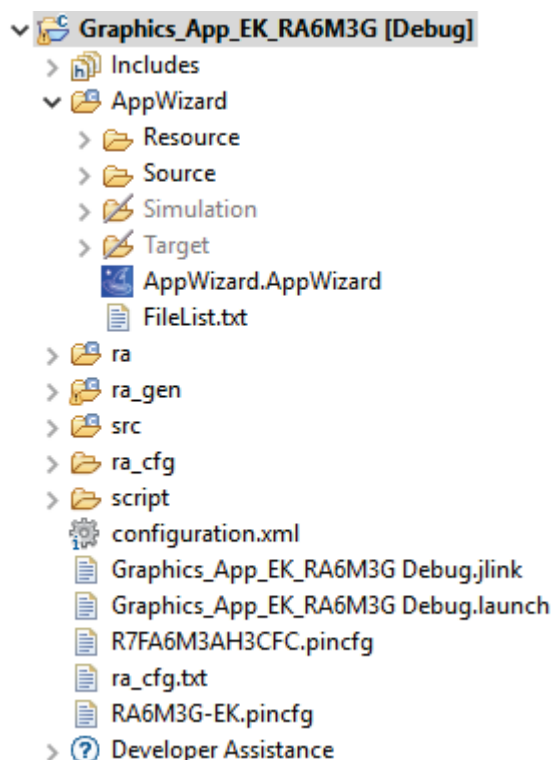 Graphics_App_EK_RA6M3G [Debug]
Includes
AppWizard
Resource
Source
Simulation
Target
AppWizard.AppWizard
FileList.txt
ra
ra_gen
src
ra_cfg
script
configuration.xml
Graphics_App_EK_RA6M3G Debug.jlink
Graphics_App_EK_RA6M3G Debug.launch
R7FA6M3AH3CFC.pincfg
ra_cfg.txt
RA6M3G-EK.pincfg
Developer Assistance